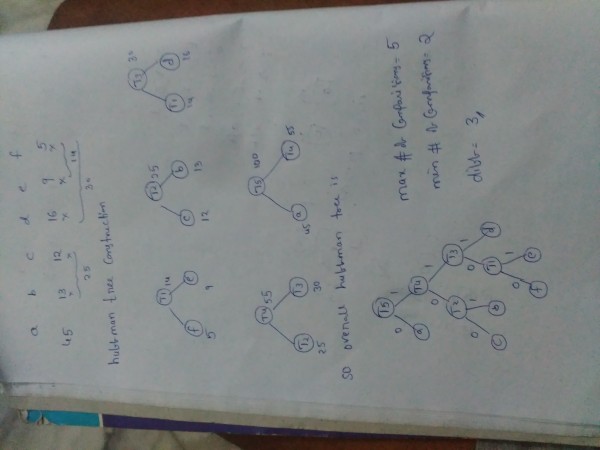 a b c d e f
45 13 12 16 9 5
25 14
30
huffman tree construction
T1 14 T2 25 T3 30
f e c b T1 d
5 9 12 13 14 16
T4 55 T5 100
T2 T3 a T4
25 30 45 55
so overall huffman tree is
T5
0 1
a T4
0 1
T2 T3
0 1 0 1
c b T1 d
0 1
f e
max # of comparisions = 5
min # of comparisions = 2
diff = 3,